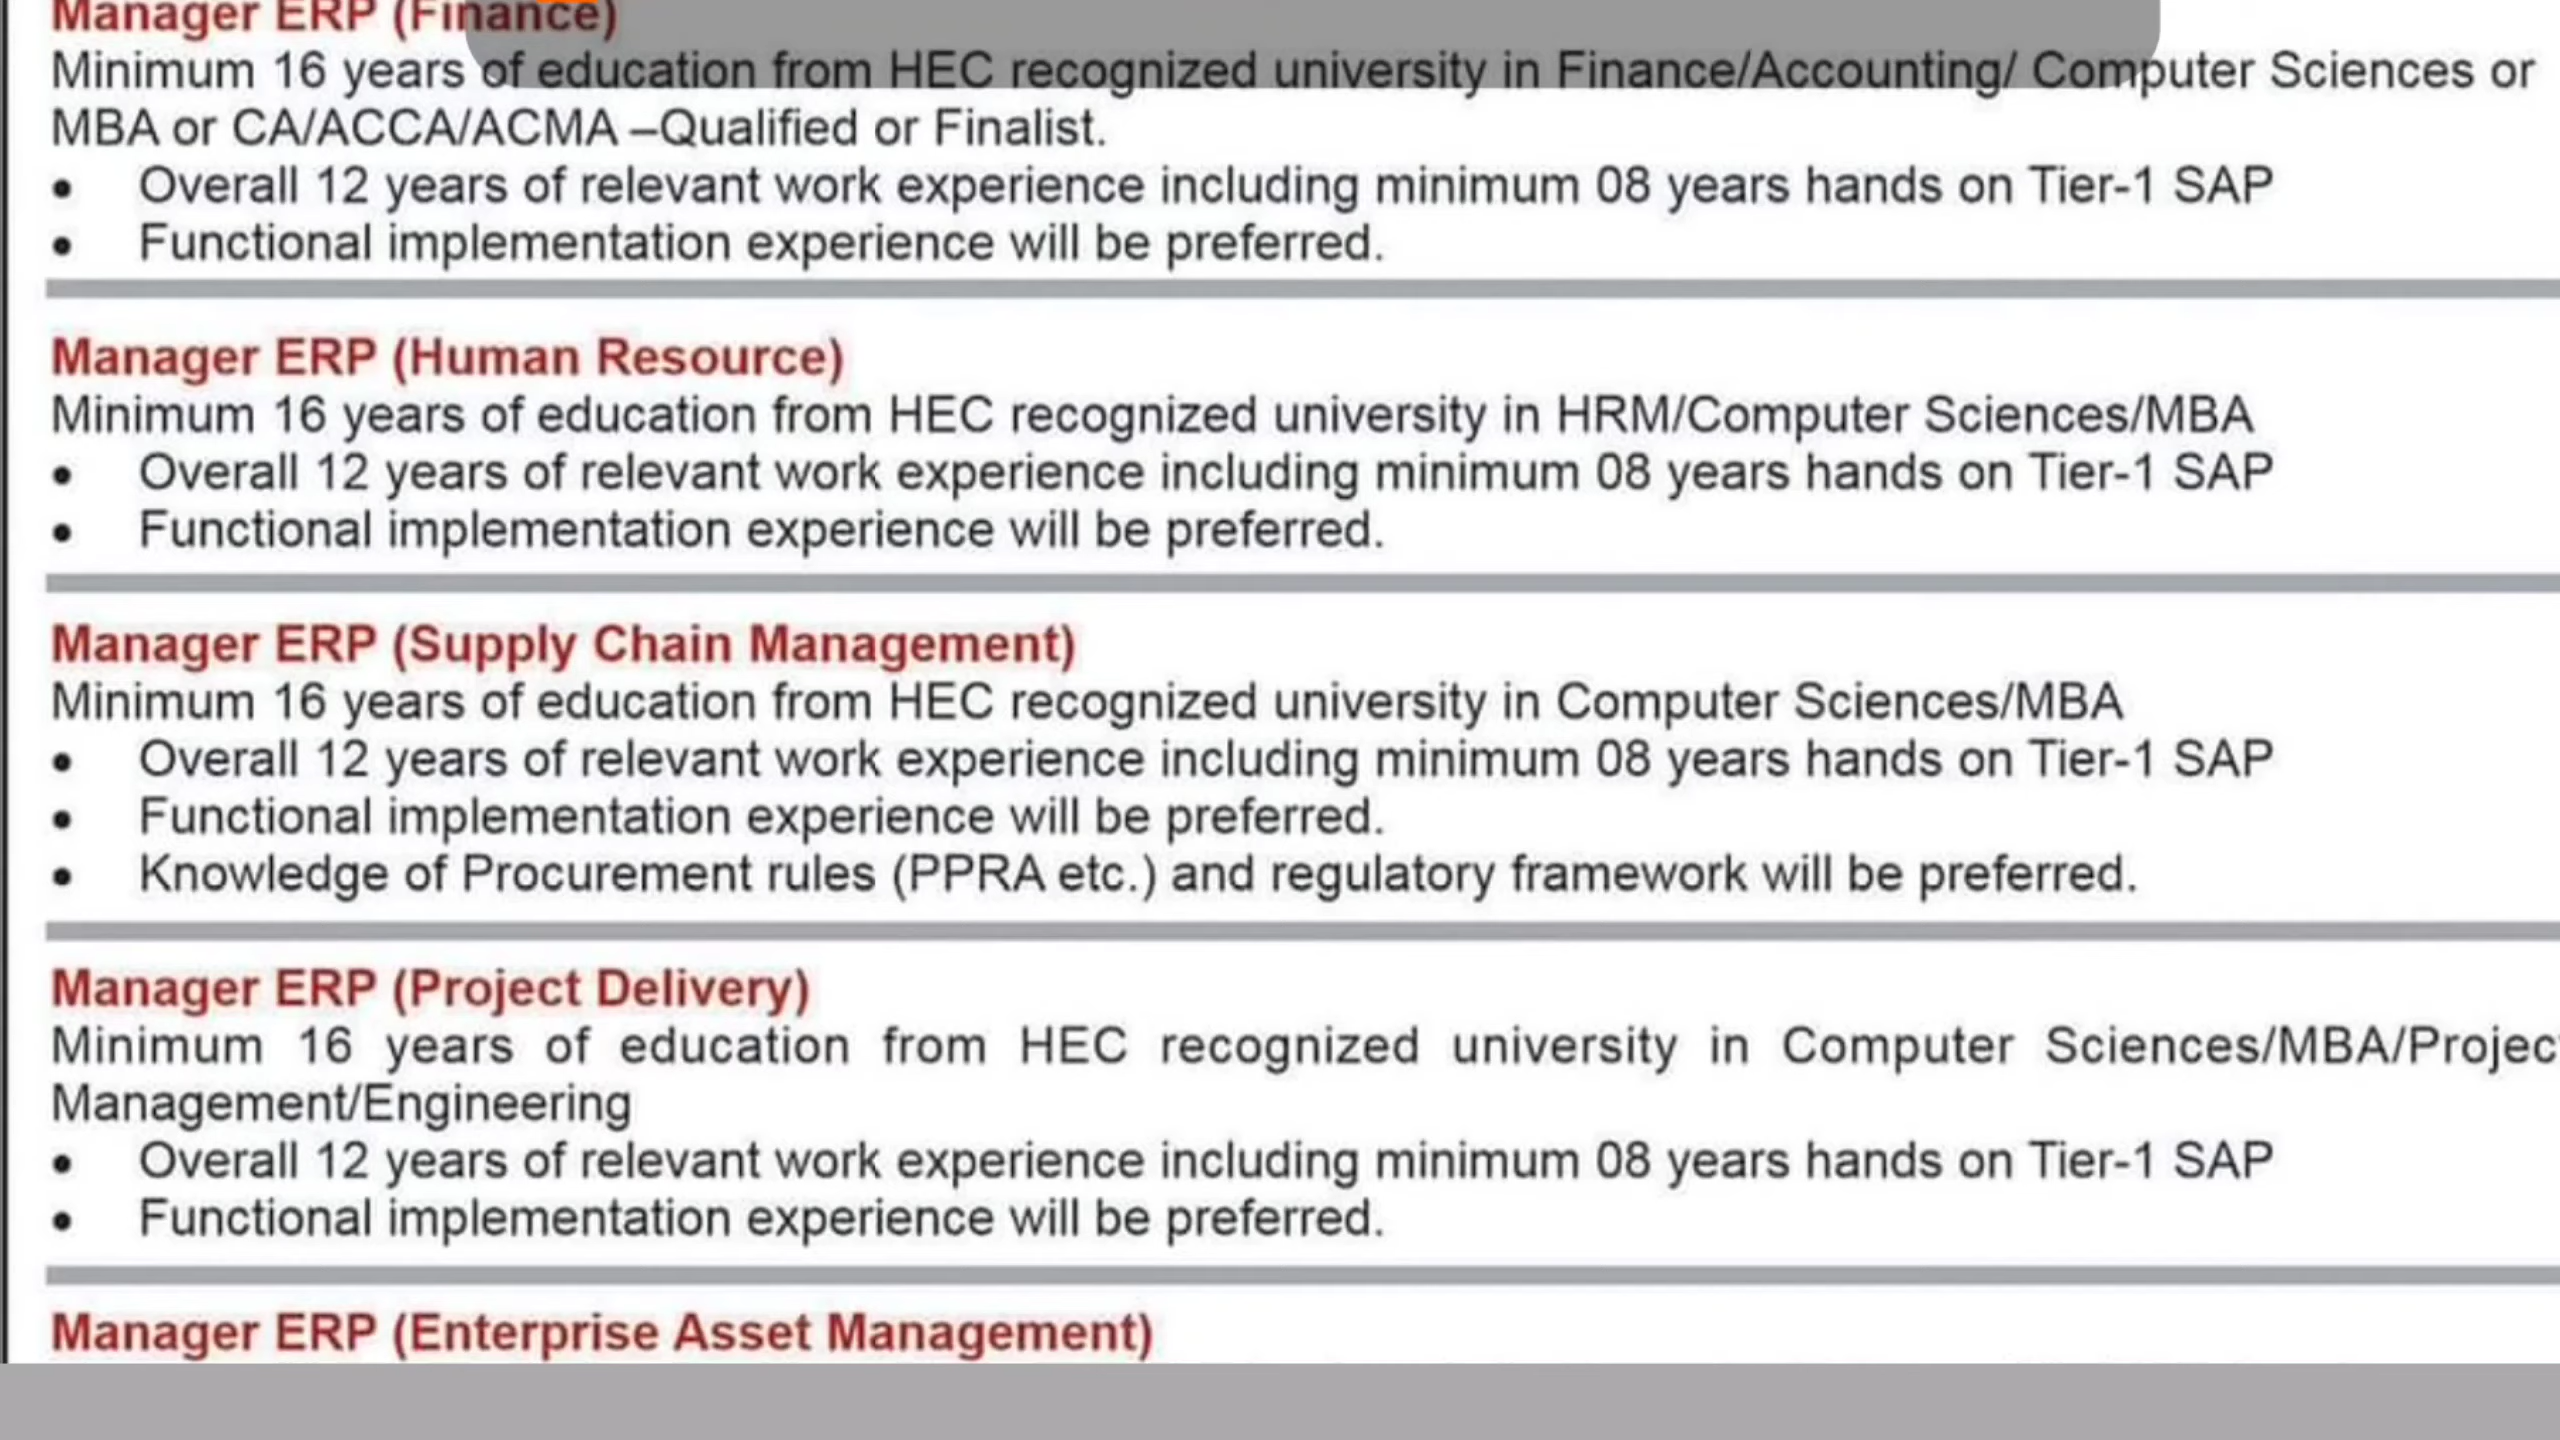 Manager ERP (Finance)
Minimum 16 years of education from HEC recognized university in Finance/Accounting/ Computer Sciences or
MBA or CA/ACCA/ACMA –Qualified or Finalist.
• Overall 12 years of relevant work experience including minimum 08 years hands on Tier-1 SAP
• Functional implementation experience will be preferred.
Manager ERP (Human Resource)
Minimum 16 years of education from HEC recognized university in HRM/Computer Sciences/MBA
• Overall 12 years of relevant work experience including minimum 08 years hands on Tier-1 SAP
• Functional implementation experience will be preferred.
Manager ERP (Supply Chain Management)
Minimum 16 years of education from HEC recognized university in Computer Sciences/MBA
• Overall 12 years of relevant work experience including minimum 08 years hands on Tier-1 SAP
• Functional implementation experience will be preferred.
• Knowledge of Procurement rules (PPRA etc.) and regulatory framework will be preferred.
Manager ERP (Project Delivery)
Minimum 16 years of education from HEC recognized university in Computer Sciences/MBA/Projec
Management/Engineering
• Overall 12 years of relevant work experience including minimum 08 years hands on Tier-1 SAP
• Functional implementation experience will be preferred.
Manager ERP (Enterprise Asset Management)